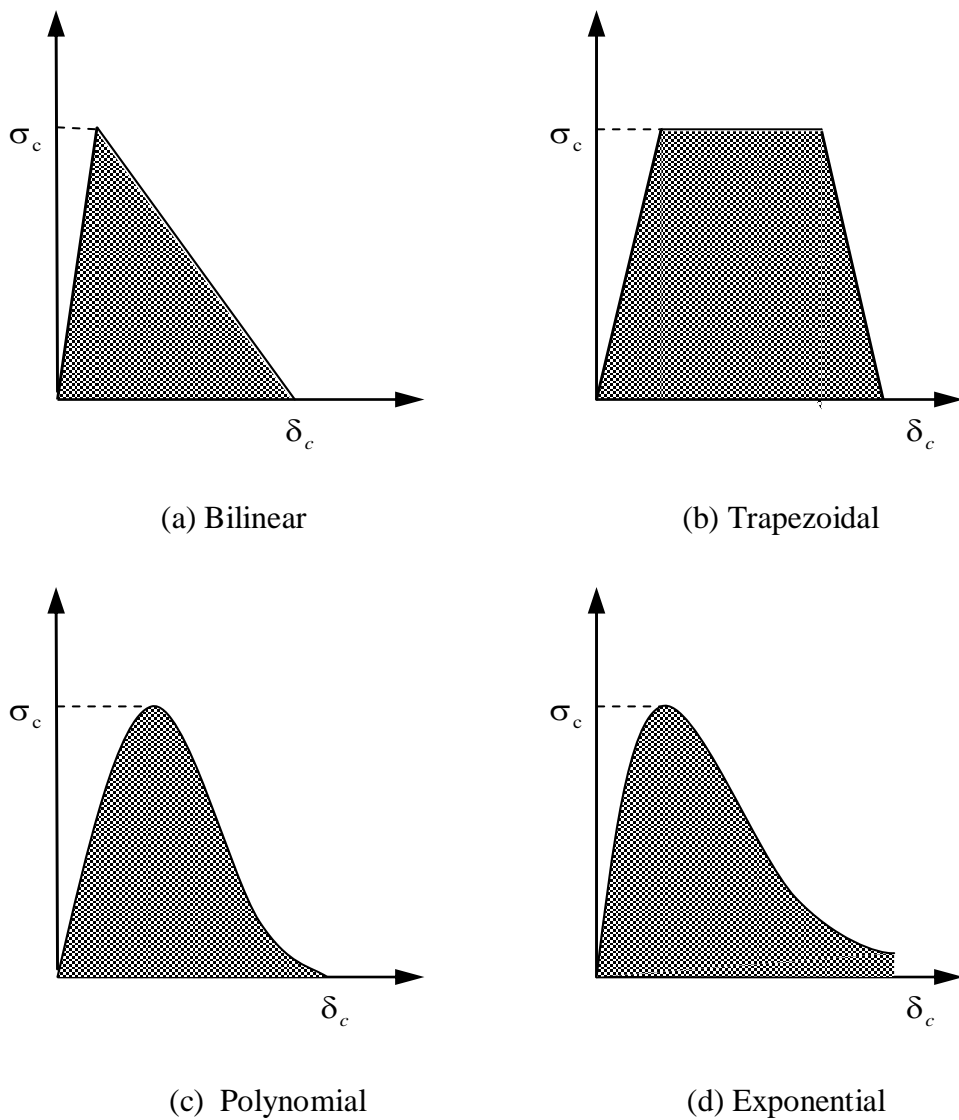 σc σc
δc δc
(a) Bilinear (b) Trapezoidal
σc σc
δc δc
(c) Polynomial (d) Exponential